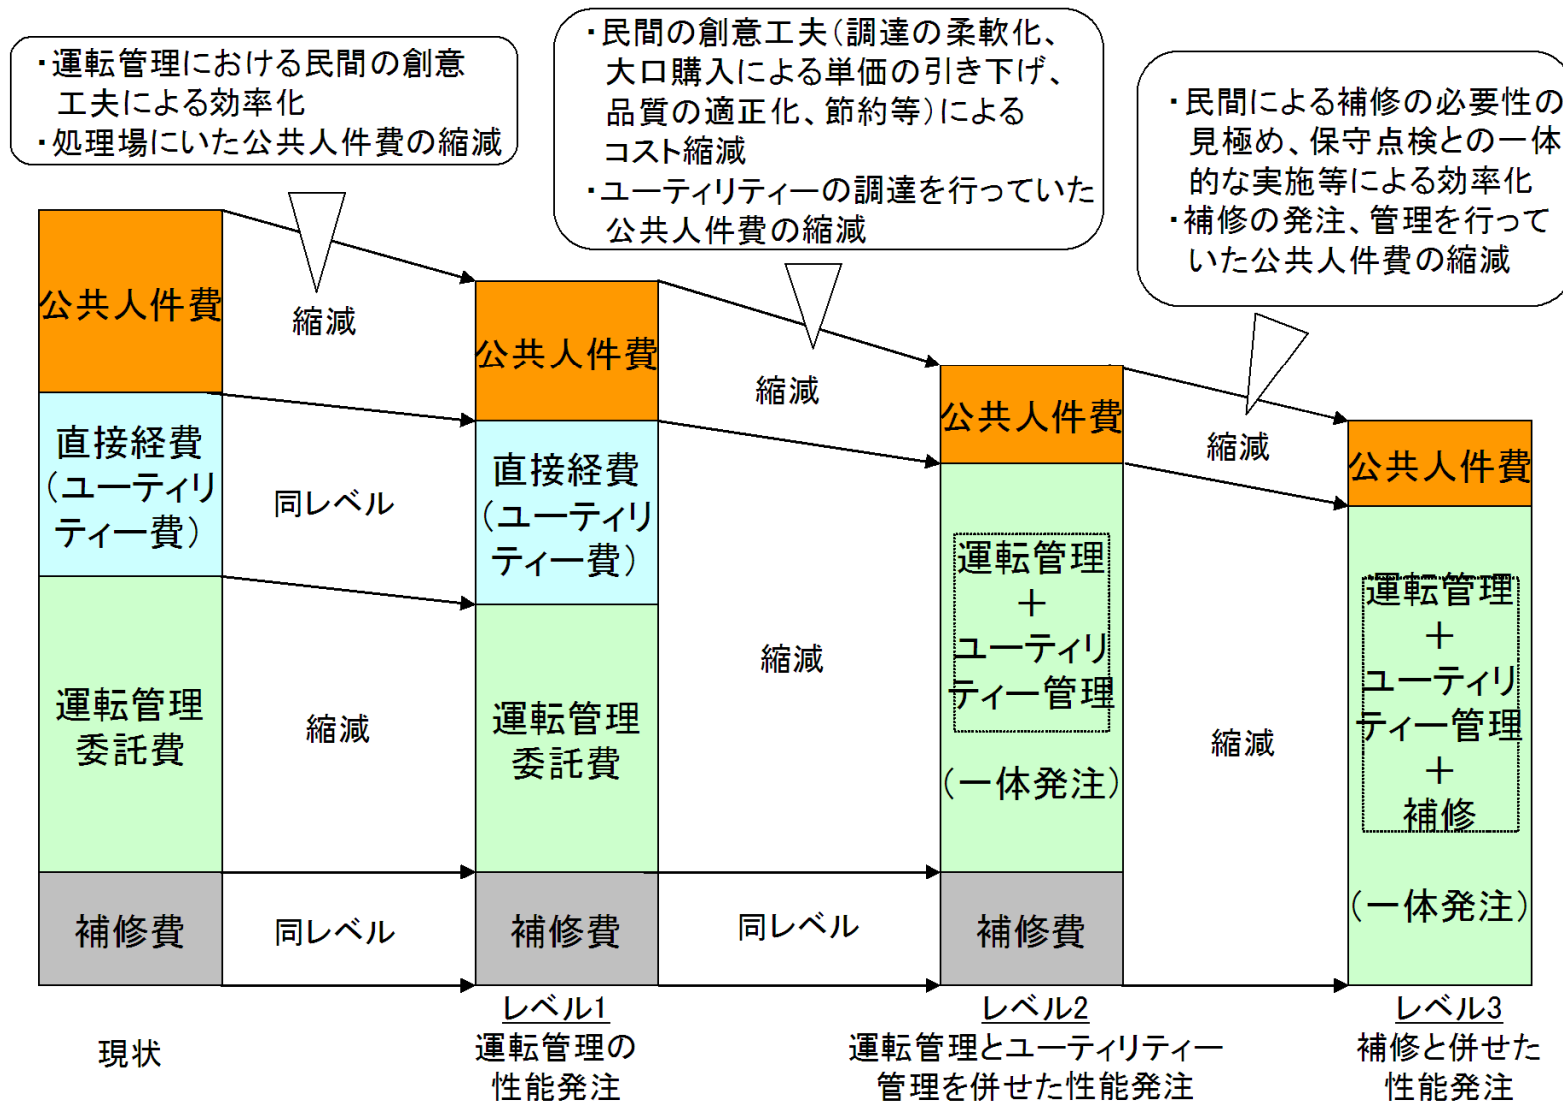 ・運転管理における民間の創意
工夫による効率化
・処理場にいた公共人件費の縮減
・民間の創意工夫（調達の柔軟化、
大口購入による単価の引き下げ、
品質の適正化、節約等）による
コスト縮減
・ユーティリティーの調達を行っていた
公共人件費の縮減
・民間による補修の必要性の
見極め、保守点検との一体
的な実施等による効率化
・補修の発注、管理を行って
いた公共人件費の縮減
公共人件費
直接経費
（ユーティリ
ティー費）
運転管理
委託費
補修費
現状
縮減
同レベル
縮減
同レベル
公共人件費
直接経費
（ユーティリ
ティー費）
運転管理
委託費
補修費
レベル1
運転管理の
性能発注
縮減
縮減
同レベル
公共人件費
運転管理
＋
ユーティリ
ティー管理
（一体発注）
補修費
レベル2
運転管理とユーティリティー
管理を併せた性能発注
縮減
縮減
公共人件費
運転管理
＋
ユーティリ
ティー管理
＋
補修
（一体発注）
レベル3
補修と併せた
性能発注